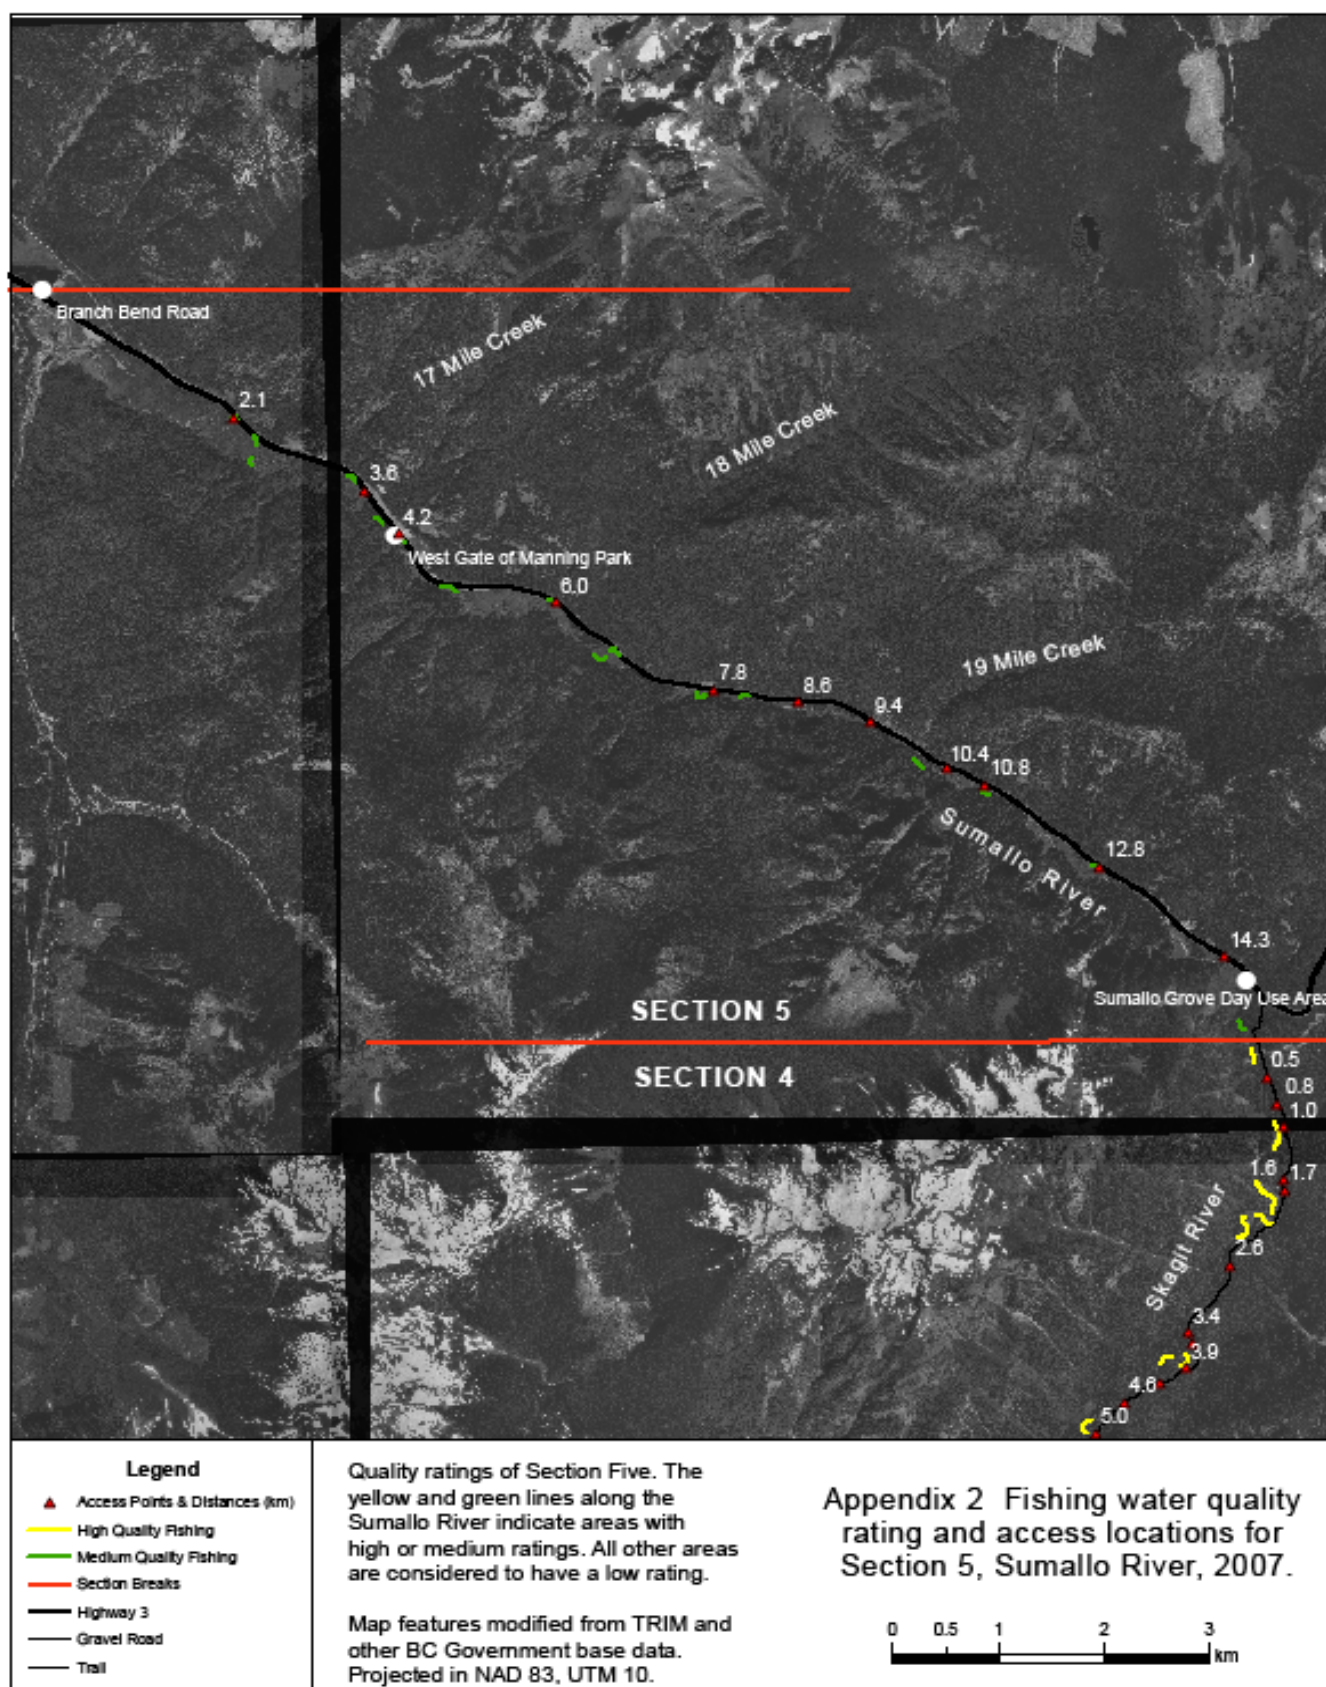 Branch Bend Road
17 Mile Creek
2.1
18 Mile Creek
3.6
4.2
West Gate of Manning Park
6.0
19 Mile Creek
7.8
8.6
9.4
10.4
10.8
Sumallo River
12.8
14.3
Sumallo Grove Day Use Area
SECTION 5
SECTION 4
0.5
0.8
1.0
1.6
1.7
Skagit River
2.6
3.4
3.9
4.6
5.0
Legend
Access Points & Distances (km)
High Quality Fishing
Medium Quality Fishing
Section Breaks
Highway 3
Gravel Road
Trail
Quality ratings of Section Five. The
yellow and green lines along the
Sumallo River indicate areas with
high or medium ratings. All other areas
are considered to have a low rating.
Map features modified from TRIM and
other BC Government base data.
Projected in NAD 83, UTM 10.
Appendix 2 Fishing water quality
rating and access locations for
Section 5, Sumallo River, 2007.
0 0.5 1 2 3
km